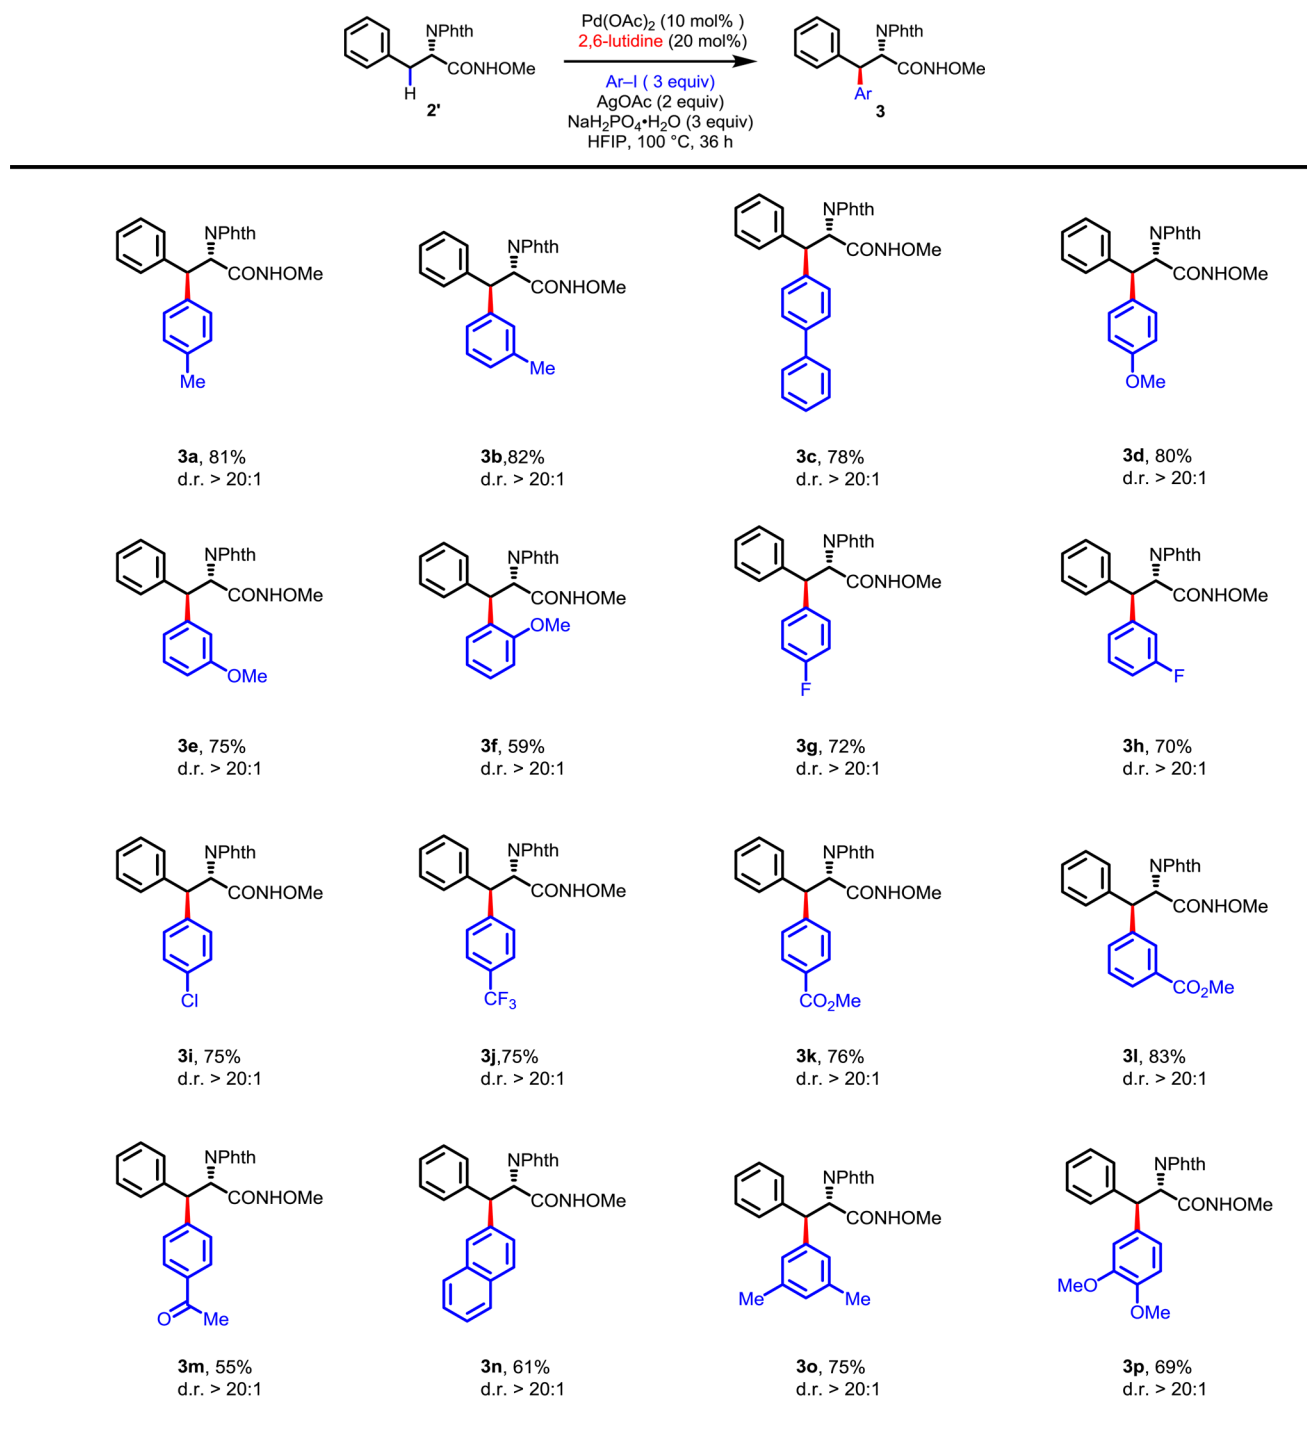 NPhth
CONHOMe
H
2'
Pd(OAc)2 (10 mol% )
2,6-lutidine (20 mol%)
Ar–I ( 3 equiv)
AgOAc (2 equiv)
NaH2PO4•H2O (3 equiv)
HFIP, 100 °C, 36 h
NPhth
CONHOMe
Ar
3
NPhth
CONHOMe
Me
3a, 81%
d.r. > 20:1
NPhth
CONHOMe
Me
3b,82%
d.r. > 20:1
NPhth
CONHOMe
3c, 78%
d.r. > 20:1
NPhth
CONHOMe
OMe
3d, 80%
d.r. > 20:1
NPhth
CONHOMe
OMe
3e, 75%
d.r. > 20:1
NPhth
CONHOMe
OMe
3f, 59%
d.r. > 20:1
NPhth
CONHOMe
F
3g, 72%
d.r. > 20:1
NPhth
CONHOMe
F
3h, 70%
d.r. > 20:1
NPhth
CONHOMe
Cl
3i, 75%
d.r. > 20:1
NPhth
CONHOMe
CF3
3j,75%
d.r. > 20:1
NPhth
CONHOMe
CO2Me
3k, 76%
d.r. > 20:1
NPhth
CONHOMe
CO2Me
3l, 83%
d.r. > 20:1
NPhth
CONHOMe
O
Me
3m, 55%
d.r. > 20:1
NPhth
CONHOMe
3n, 61%
d.r. > 20:1
NPhth
CONHOMe
Me
Me
3o, 75%
d.r. > 20:1
NPhth
CONHOMe
MeO
OMe
3p, 69%
d.r. > 20:1